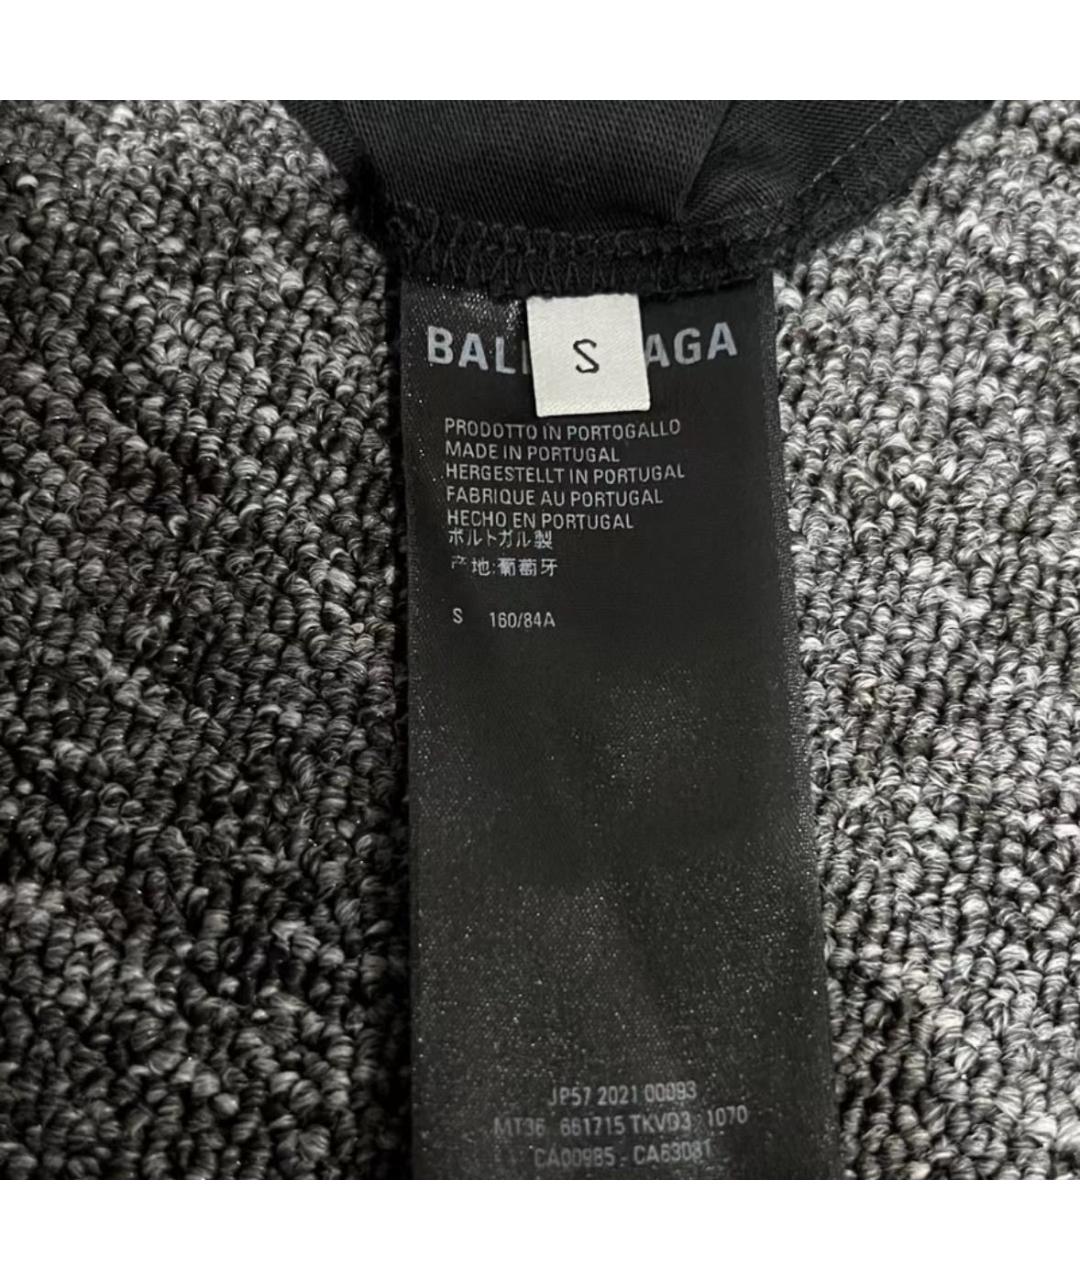 BAL AGA
S
PRODOTTO IN PORTOGALLO
MADE IN PORTUGAL
HERGESTELLT IN PORTUGAL
FABRIQUE AU PORTUGAL
HECHO EN PORTUGAL
ポルトガル製
产地:葡萄牙
S 160/84A
JP57 2021 00093
MT36 661715 TKVD3 1070
CA00985 - CA63081